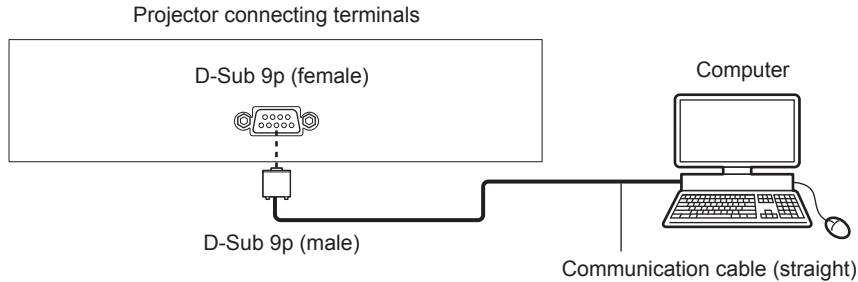 Projector connecting terminals
D-Sub 9p (female)
Computer
D-Sub 9p (male)
Communication cable (straight)